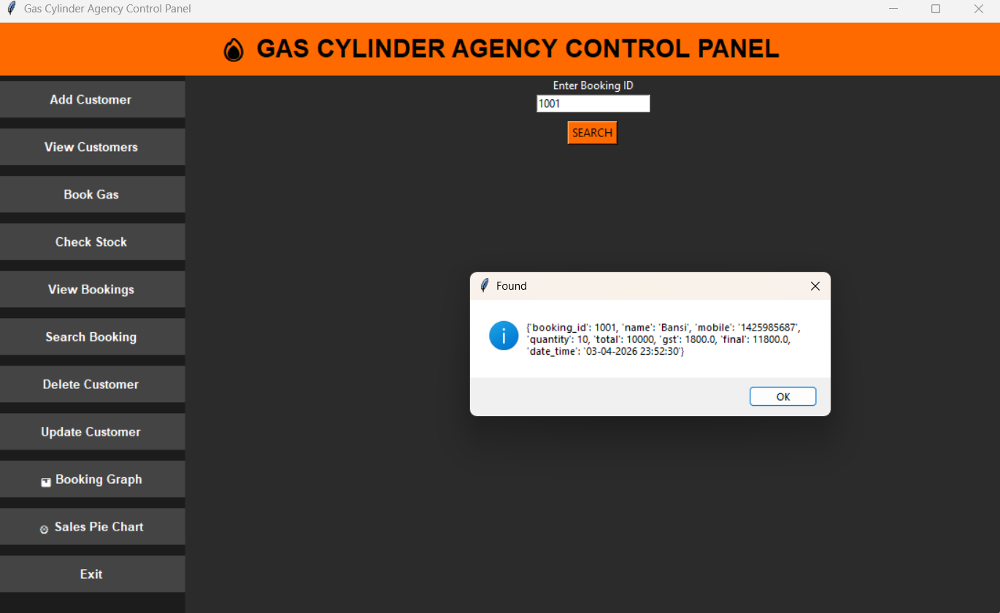 Gas Cylinder Agency Control Panel
GAS CYLINDER AGENCY CONTROL PANEL
Add Customer
View Customers
Book Gas
Check Stock
View Bookings
Search Booking
Delete Customer
Update Customer
Booking Graph
Sales Pie Chart
Exit
Enter Booking ID
1001
SEARCH
Found
{'booking_id': 1001, 'name': 'Bansi', 'mobile': '1425985687',
'quantity': 10, 'total': 10000, 'gst': 1800.0, 'final': 11800.0,
'date_time': '03-04-2026 23:52:30'}
OK